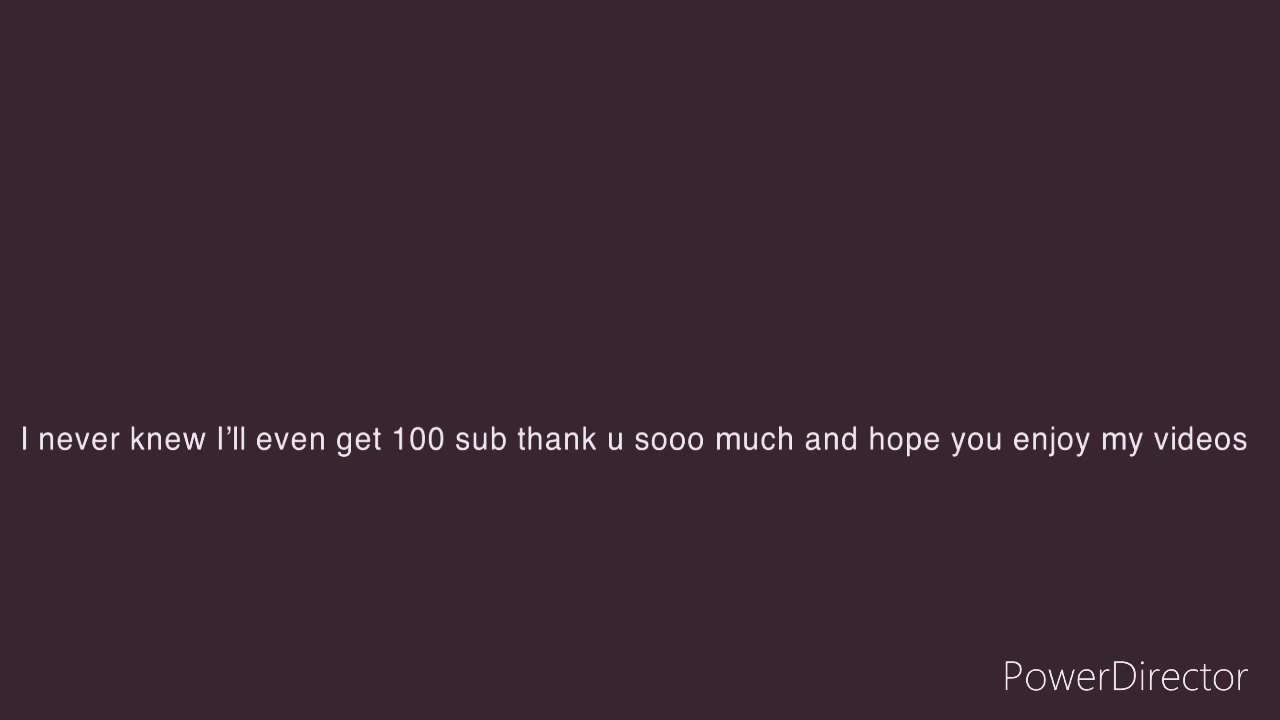 I never knew I’ll even get 100 sub thank u sooo much and hope you enjoy my videos
PowerDirector